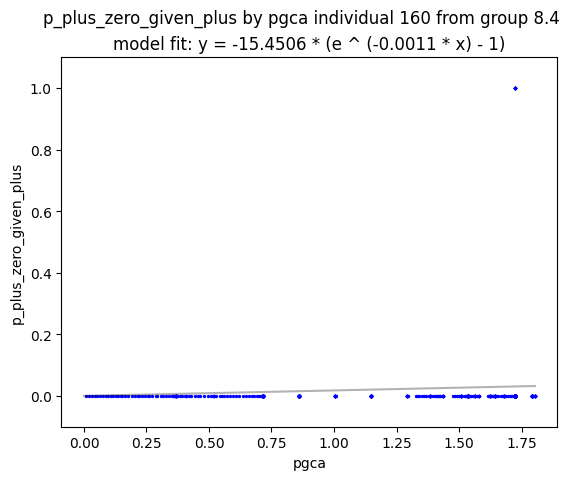 p_plus_zero_given_plus by pgca individual 160 from group 8.4
model fit: y = -15.4506 * (e ^ (-0.0011 * x) - 1)
1.0
0.8
0.6
0.4
0.2
0.0
p_plus_zero_given_plus
0.00 0.25 0.50 0.75 1.00 1.25 1.50 1.75
pgca